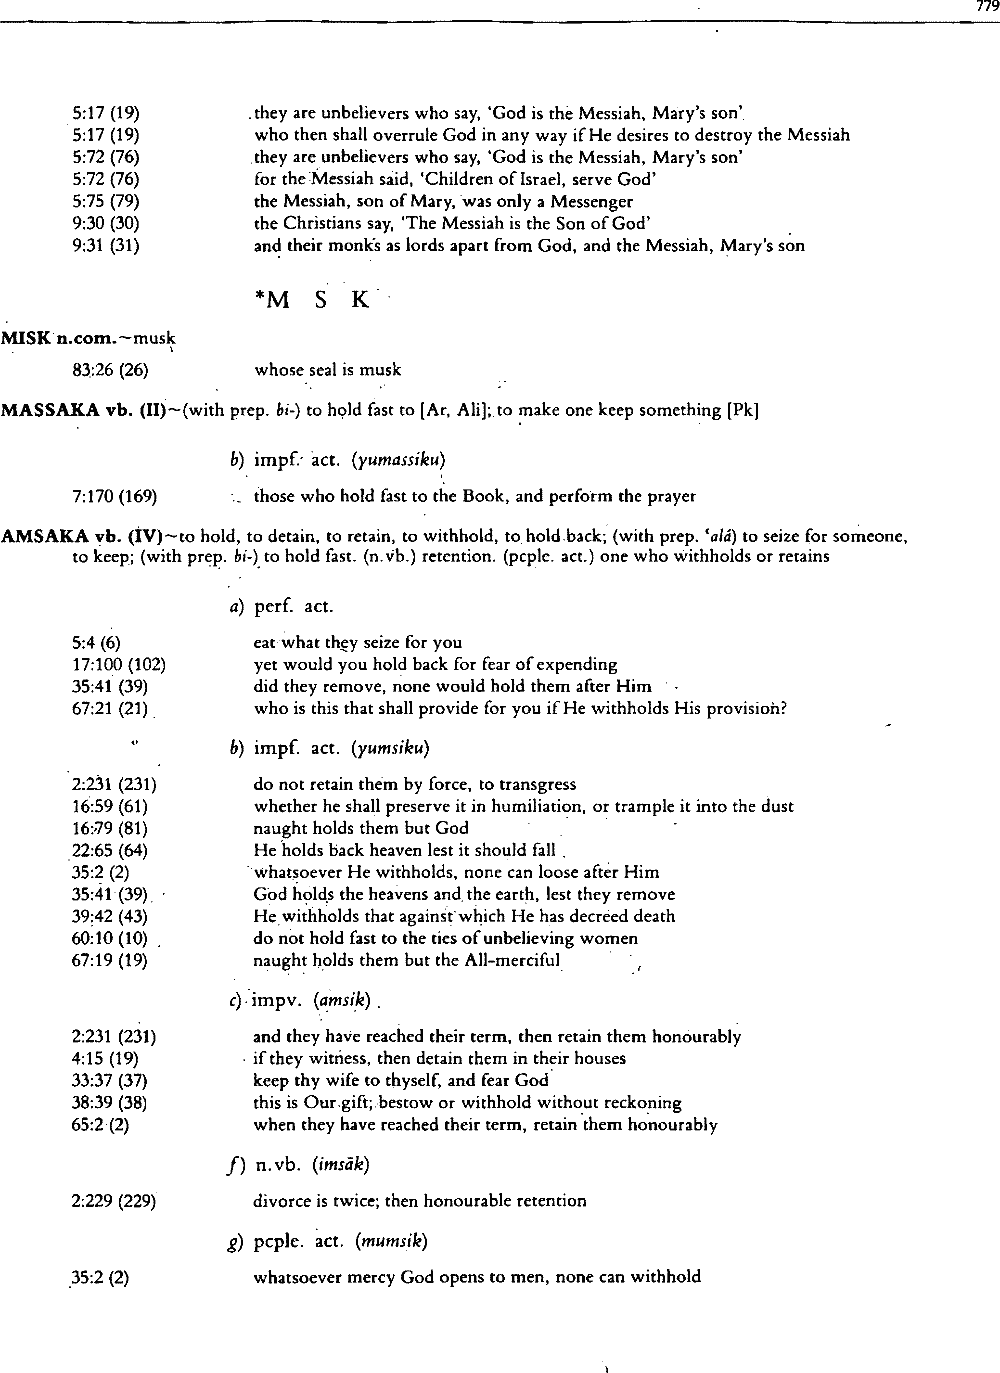 779
5:17 (19) they are unbelievers who say, 'God is the Messiah, Mary's son'
5:17 (19) who then shall overrule God in any way if He desires to destroy the Messiah
5:72 (76) they are unbelievers who say, 'God is the Messiah, Mary's son'
5:72 (76) for the Messiah said, 'Children of Israel, serve God'
5:75 (79) the Messiah, son of Mary, was only a Messenger
9:30 (30) the Christians say, 'The Messiah is the Son of God'
9:31 (31) and their monks as lords apart from God, and the Messiah, Mary's son
*M S K
MISK n.com.~musk
83:26 (26) whose seal is musk
MASSAKA vb. (II)~(with prep. bi-) to hold fast to [Ar, Ali]; to make one keep something [Pk]
b) impf. act. (yumassiku)
7:170 (169) those who hold fast to the Book, and perform the prayer
AMSAKA vb. (IV)~to hold, to detain, to retain, to withhold, to hold back; (with prep. ʿalá) to seize for someone,
to keep; (with prep. bi-) to hold fast. (n.vb.) retention. (pcple. act.) one who withholds or retains
a) perf. act.
5:4 (6) eat what they seize for you
17:100 (102) yet would you hold back for fear of expending
35:41 (39) did they remove, none would hold them after Him
67:21 (21) who is this that shall provide for you if He withholds His provision?
b) impf. act. (yumsiku)
2:231 (231) do not retain them by force, to transgress
16:59 (61) whether he shall preserve it in humiliation, or trample it into the dust
16:79 (81) naught holds them but God
22:65 (64) He holds back heaven lest it should fall
35:2 (2) whatsoever He withholds, none can loose after Him
35:41 (39) God holds the heavens and the earth, lest they remove
39:42 (43) He withholds that against which He has decreed death
60:10 (10) do not hold fast to the ties of unbelieving women
67:19 (19) naught holds them but the All-merciful
c) impv. (amsik)
2:231 (231) and they have reached their term, then retain them honourably
4:15 (19) if they witness, then detain them in their houses
33:37 (37) keep thy wife to thyself, and fear God
38:39 (38) this is Our gift; bestow or withhold without reckoning
65:2 (2) when they have reached their term, retain them honourably
f) n.vb. (imsāk)
2:229 (229) divorce is twice; then honourable retention
g) pcple. act. (mumsik)
35:2 (2) whatsoever mercy God opens to men, none can withhold